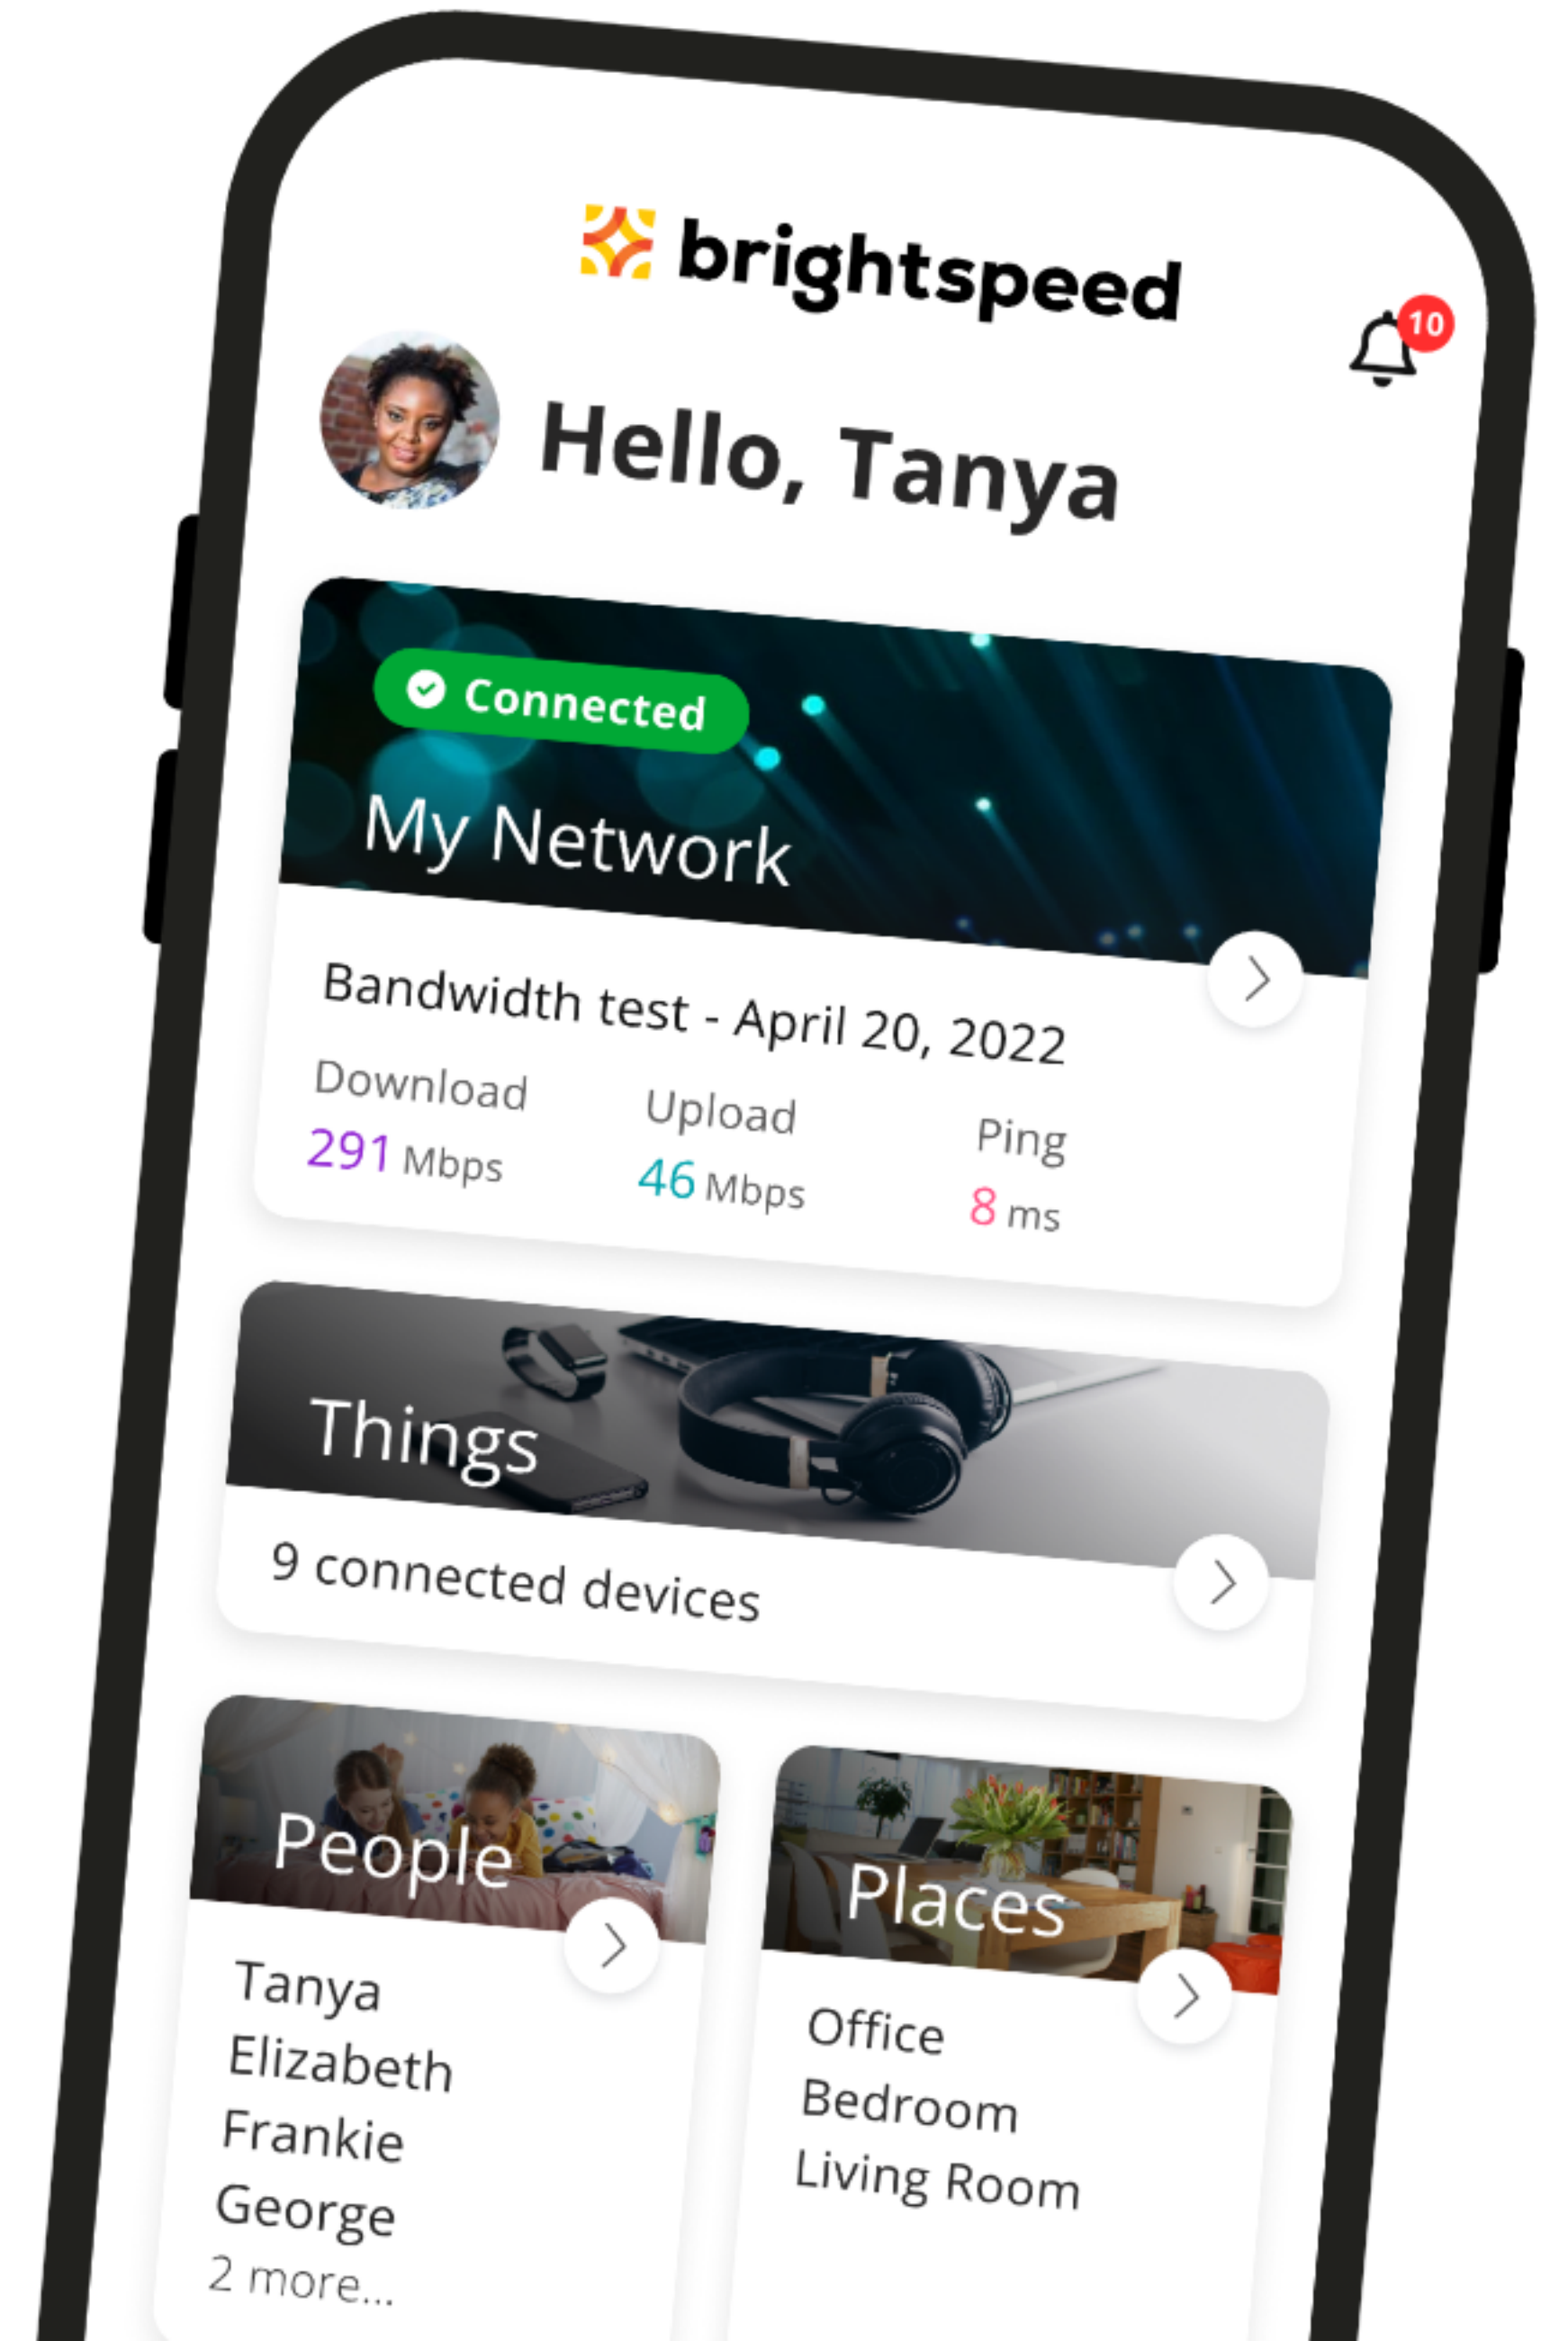 brightspeed
10
Hello, Tanya
Connected
My Network
Bandwidth test - April 20, 2022
Download Upload Ping
291 Mbps 46 Mbps 8 ms
Things
9 connected devices
People
Tanya
Elizabeth
Frankie
George
2 more...
Places
Office
Bedroom
Living Room